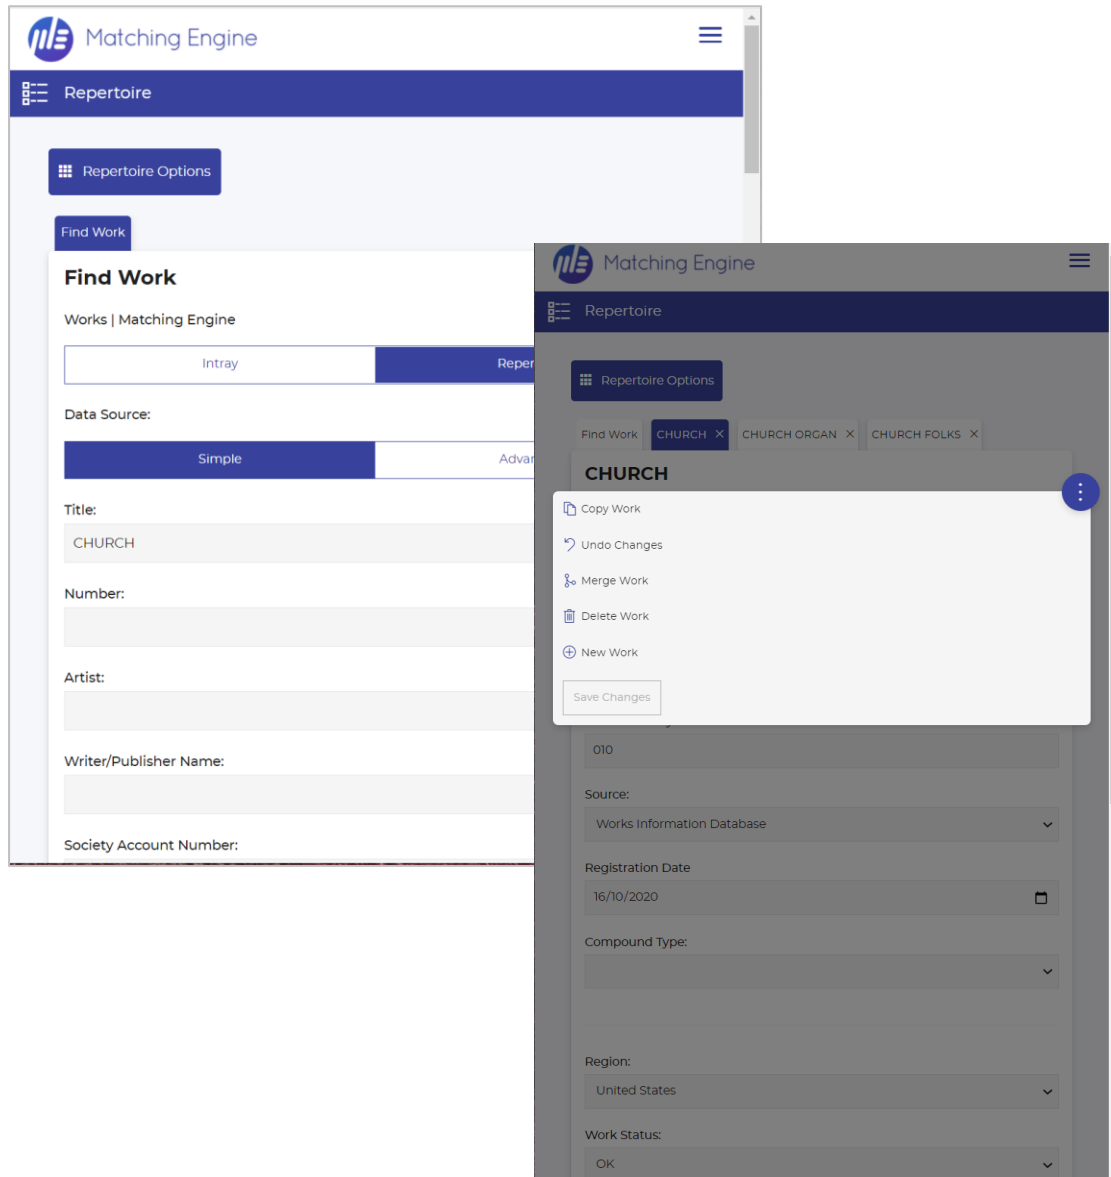 Matching Engine
Repertoire
Repertoire Options
Find Work
Find Work
Works | Matching Engine
Intray
Reper
Data Source:
Simple
Advan
Title:
CHURCH
Number:
Artist:
Writer/Publisher Name:
Society Account Number:
Matching Engine
Repertoire
Repertoire Options
Find Work CHURCH × CHURCH ORGAN × CHURCH FOLKS ×
CHURCH
Copy Work
Undo Changes
Merge Work
Delete Work
New Work
Save Changes
010
Source:
Works Information Database
Registration Date
16/10/2020
Compound Type:
Region:
United States
Work Status:
OK